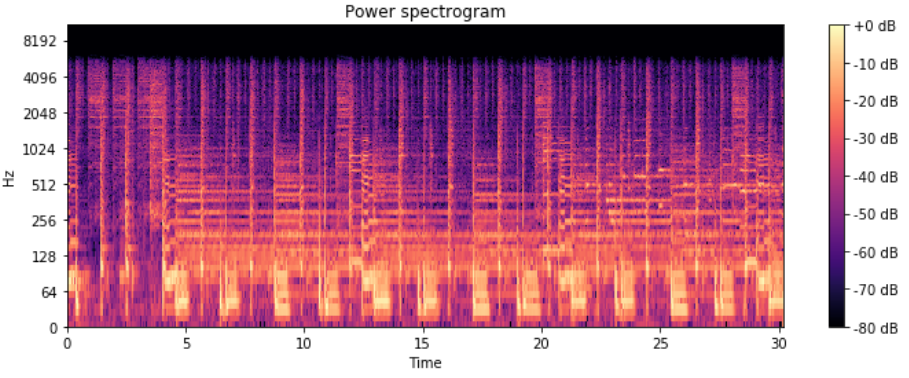 Power spectrogram
Hz
8192
4096
2048
1024
512
256
128
64
0
0 5 10 15 20 25 30
Time
+0 dB
-10 dB
-20 dB
-30 dB
-40 dB
-50 dB
-60 dB
-70 dB
-80 dB